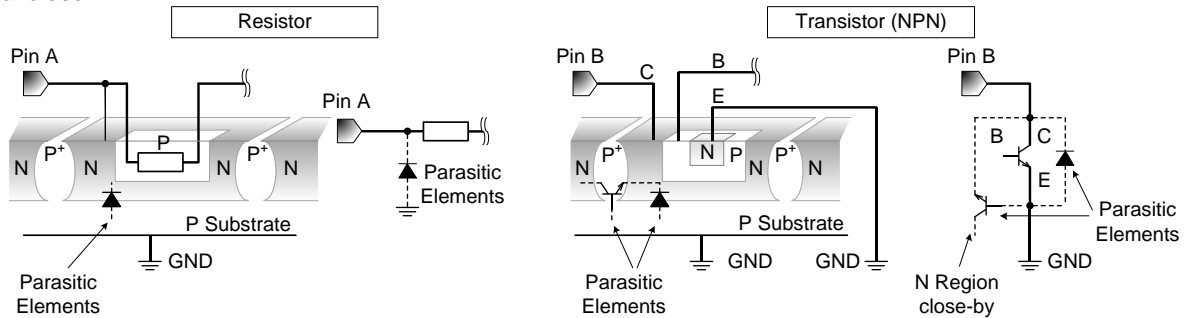 Resistor
Transistor (NPN)
Pin A
Pin B
C
B
E
Pin B
Pin A
N
P+
N
P
N
P+
N
Parasitic
Elements
N
P+
N
N
P
N
P+
N
B
C
E
P Substrate
GND
Parasitic
Elements
P Substrate
GND
GND
Parasitic
Elements
Parasitic
Elements
GND
N Region
close-by